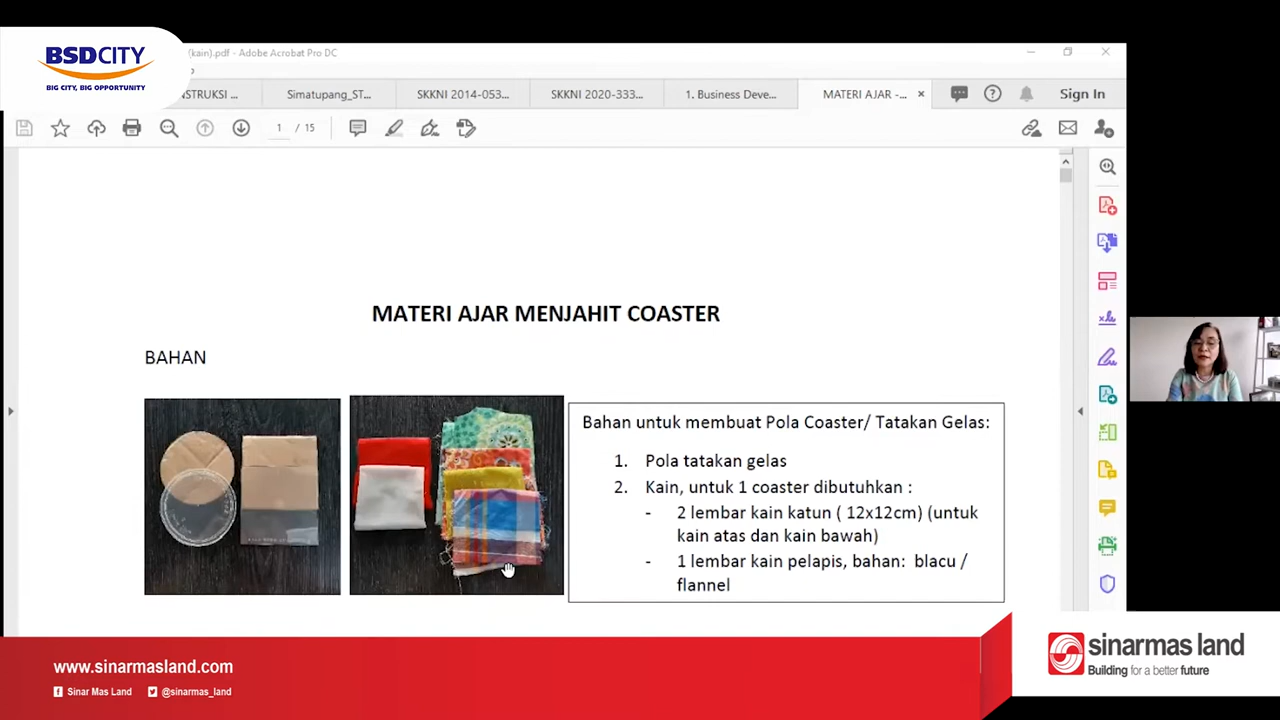 BSDCITY
BIG CITY, BIG OPPORTUNITY
(kain).pdf - Adobe Acrobat Pro DC
NSTRUKSI ...
Simatupang_ST...
SKKNI 2014-053...
SKKNI 2020-333...
1. Business Deve...
MATERI AJAR -...
Sign In
1 / 15
MATERI AJAR MENJAHIT COASTER
BAHAN
Bahan untuk membuat Pola Coaster/ Tatakan Gelas:
1. Pola tatakan gelas
2. Kain, untuk 1 coaster dibutuhkan :
- 2 lembar kain katun ( 12x12cm) (untuk
kain atas dan kain bawah)
- 1 lembar kain pelapis, bahan: blacu /
flannel
www.sinarmasland.com
Sinar Mas Land
@sinarmas_land
sinarmas land
Building for a better future